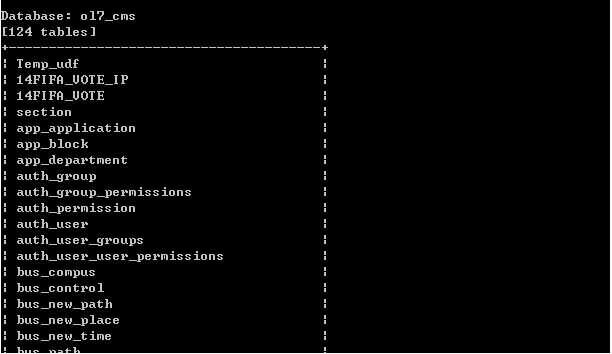 Database: ol7_cms
[124 tables]
+---------------------------------------+
¦ Temp_udf ¦
¦ 14FIFA_VOTE_IP ¦
¦ 14FIFA_VOTE ¦
¦ section ¦
¦ app_application ¦
¦ app_block ¦
¦ app_department ¦
¦ auth_group ¦
¦ auth_group_permissions ¦
¦ auth_permission ¦
¦ auth_user ¦
¦ auth_user_groups ¦
¦ auth_user_user_permissions ¦
¦ bus_compus ¦
¦ bus_control ¦
¦ bus_new_path ¦
¦ bus_new_place ¦
¦ bus_new_time ¦
¦ bus_path ¦